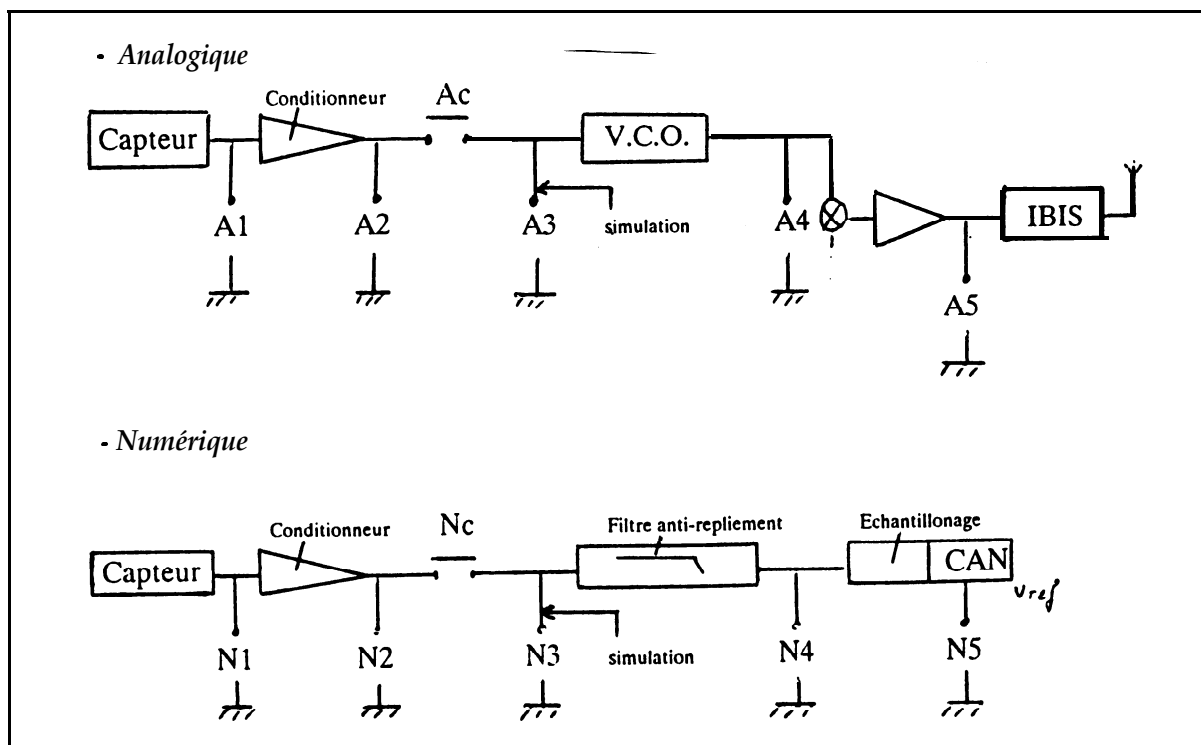 - Analogique
Conditionneur
Ac
Capteur
V.C.O.
A1
A2
A3
simulation
A4
IBIS
A5
- Numérique
Conditionneur
Nc
Filtre anti-repliement
Echantillonage
Capteur
CAN
Vref
N1
N2
N3
simulation
N4
N5